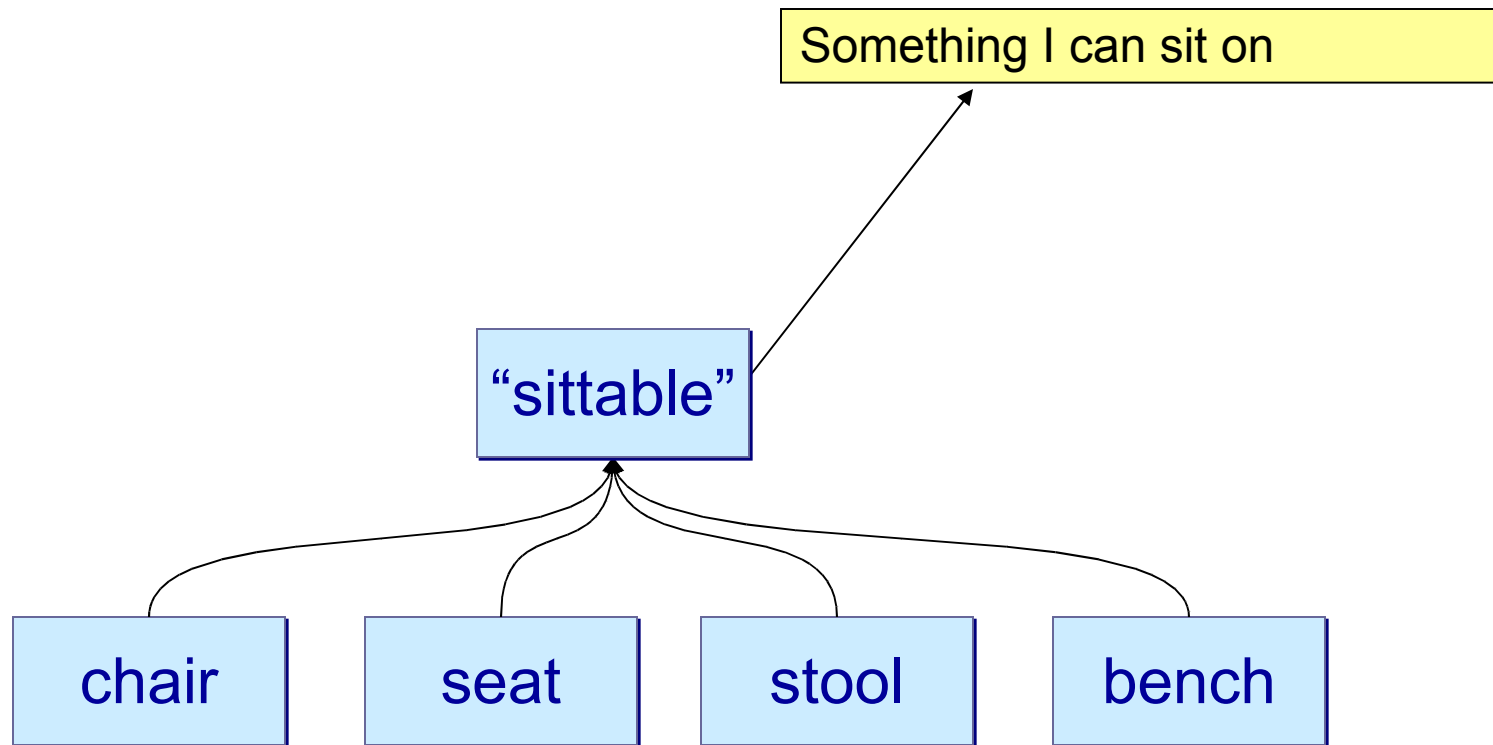 Something I can sit on
“sittable”
chair
seat
stool
bench